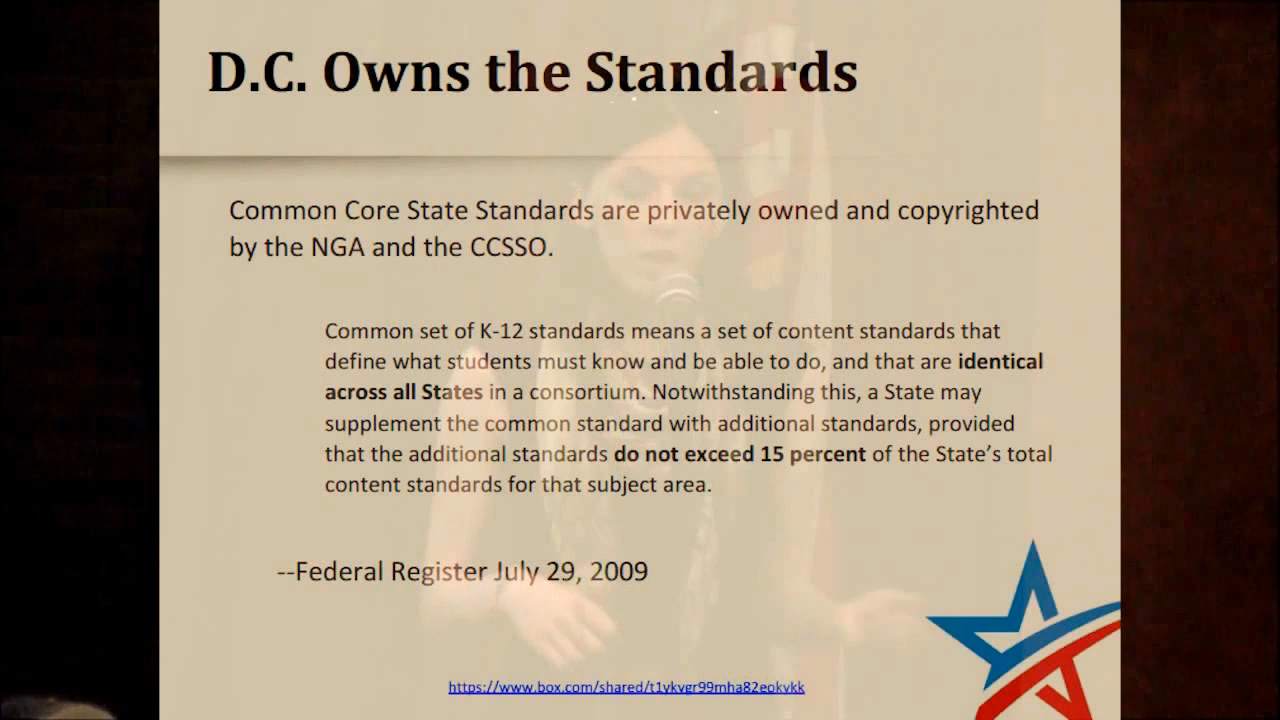 D.C. Owns the Standards
Common Core State Standards are privately owned and copyrighted
by the NGA and the CCSSO.
Common set of K-12 standards means a set of content standards that
define what students must know and be able to do, and that are identical
across all States in a consortium. Notwithstanding this, a State may
supplement the common standard with additional standards, provided
that the additional standards do not exceed 15 percent of the State's total
content standards for that subject area.
--Federal Register July 29, 2009
https://www.box.com/shared/t1ykvgr99mha82eokvkk